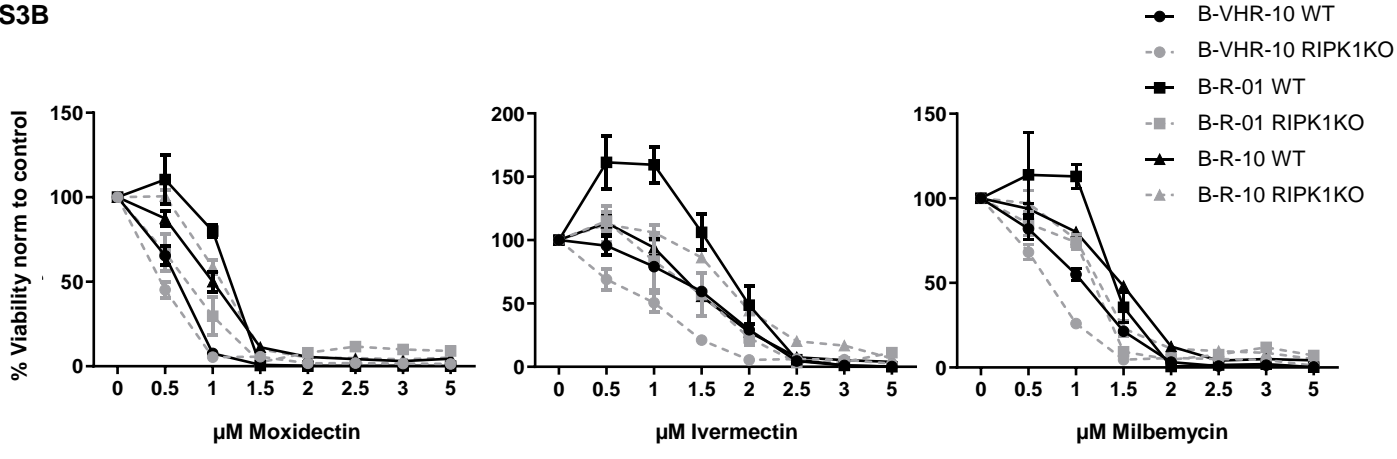 S3B
B-VHR-10 WT
B-VHR-10 RIPK1KO
B-R-01 WT
B-R-01 RIPK1KO
B-R-10 WT
B-R-10 RIPK1KO
% Viability norm to control
150
100
50
0
0 0.5 1 1.5 2 2.5 3 5
µM Moxidectin
200
150
100
50
0
0 0.5 1 1.5 2 2.5 3 5
µM Ivermectin
150
100
50
0
0 0.5 1 1.5 2 2.5 3 5
µM Milbemycin